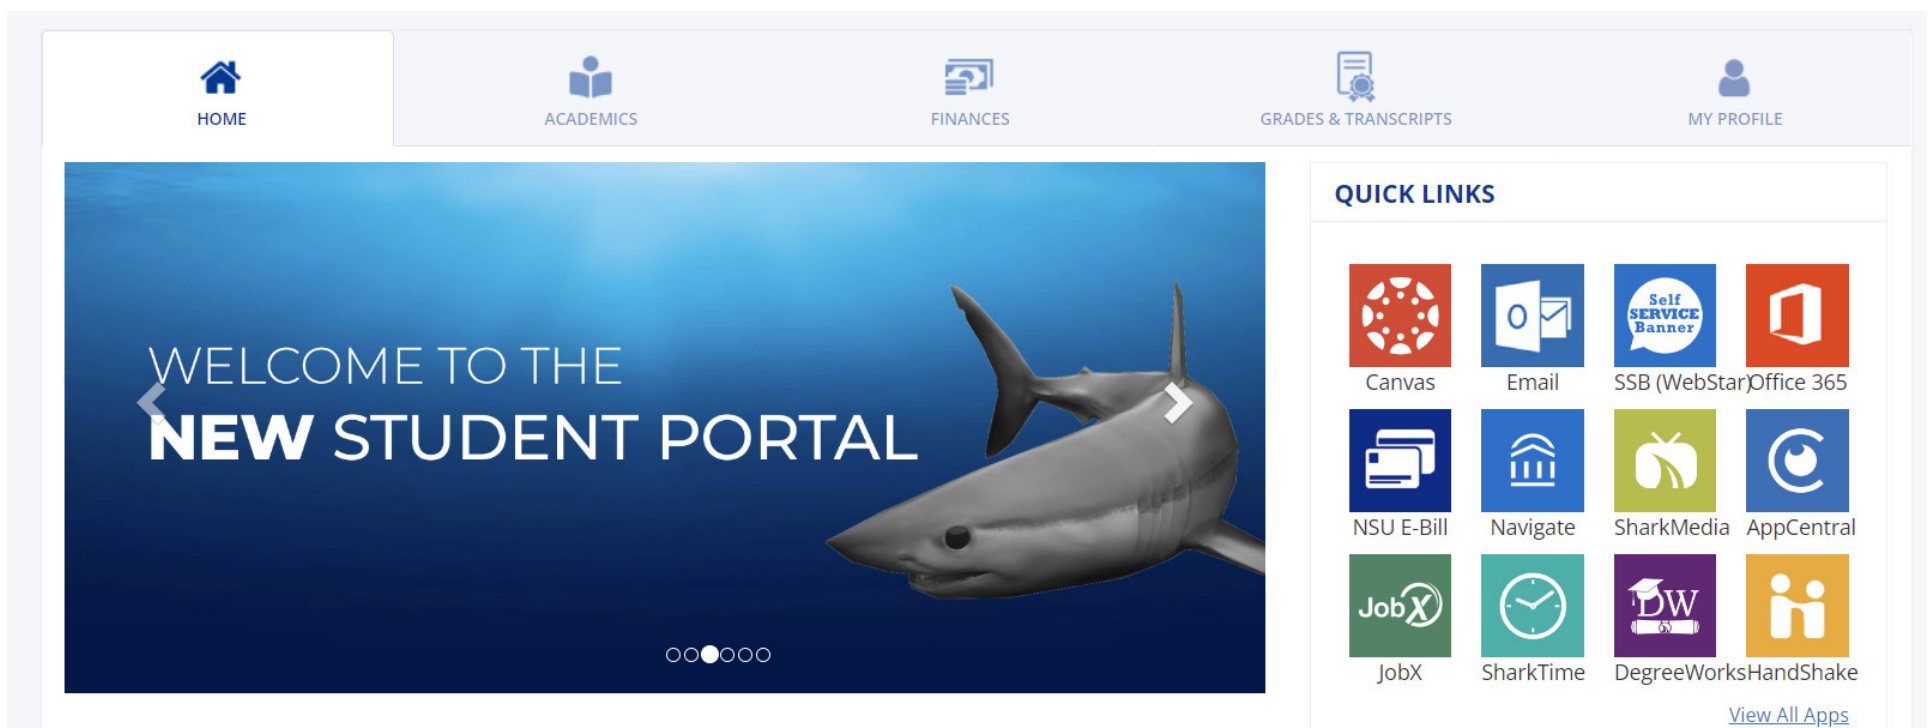 HOME
ACADEMICS
FINANCES
GRADES & TRANSCRIPTS
MY PROFILE
WELCOME TO THE
NEW STUDENT PORTAL
QUICK LINKS
Self
SERVICE
Banner
Canvas
Email
SSB (WebStar)
Office 365
NSU E-Bill
Navigate
SharkMedia
AppCentral
JobX
DW
JobX
SharkTime
DegreeWorks
HandShake
View All Apps